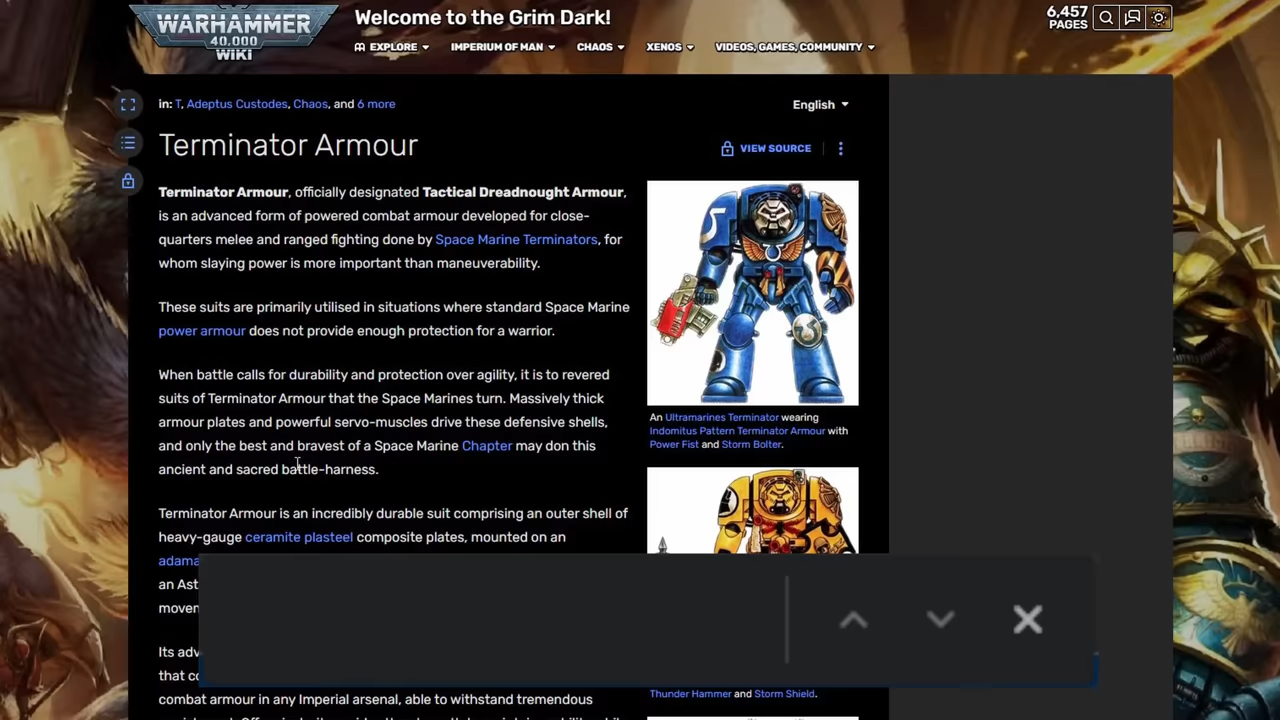 WARHAMMER
40,000
WIKI
Welcome to the Grim Dark!
EXPLORE
IMPERIUM OF MAN
CHAOS
XENOS
VIDEOS, GAMES, COMMUNITY
6,457
PAGES
in: T, Adeptus Custodes, Chaos, and 6 more
English
Terminator Armour
VIEW SOURCE
Terminator Armour, officially designated Tactical Dreadnought Armour,
is an advanced form of powered combat armour developed for close-
quarters melee and ranged fighting done by Space Marine Terminators, for
whom slaying power is more important than maneuverability.
These suits are primarily utilised in situations where standard Space Marine
power armour does not provide enough protection for a warrior.
When battle calls for durability and protection over agility, it is to revered
suits of Terminator Armour that the Space Marines turn. Massively thick
armour plates and powerful servo-muscles drive these defensive shells,
and only the best and bravest of a Space Marine Chapter may don this
ancient and sacred battle-harness.
Terminator Armour is an incredibly durable suit comprising an outer shell of
heavy-gauge ceramite plasteel composite plates, mounted on an
adama
an Ast
moven
Its adv
that co
combat armour in any Imperial arsenal, able to withstand tremendous
An Ultramarines Terminator wearing
Indomitus Pattern Terminator Armour with
Power Fist and Storm Bolter.
Thunder Hammer and Storm Shield.